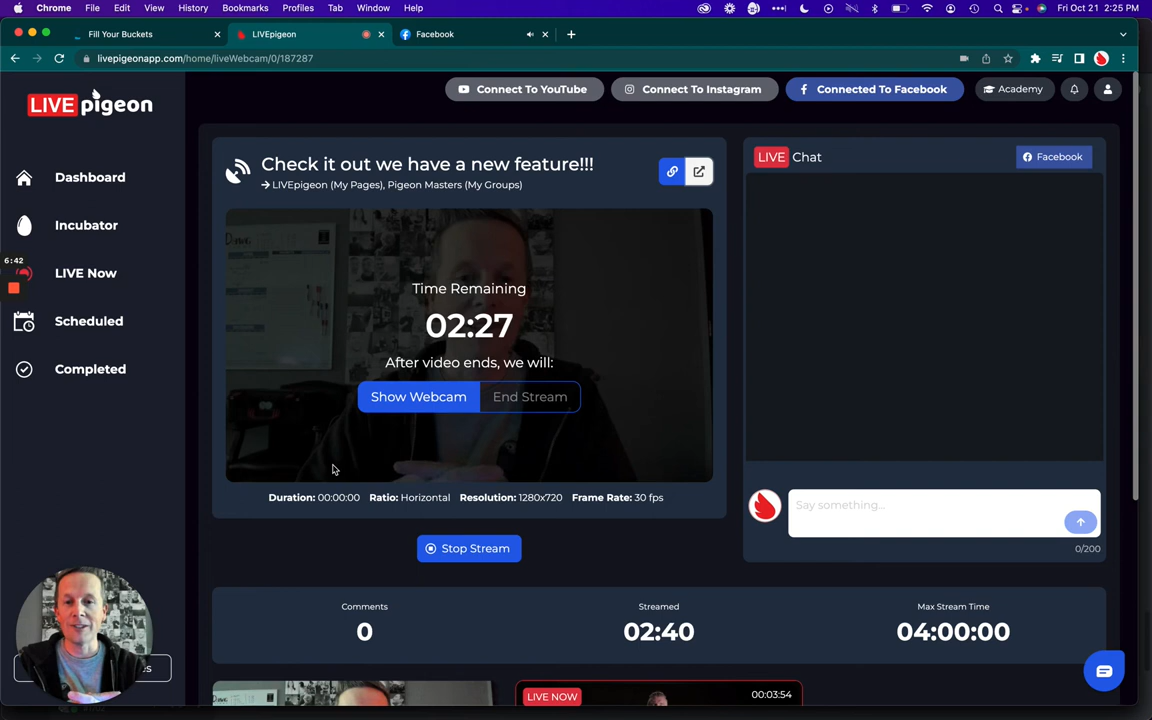 Chrome File Edit View History Bookmarks Profiles Tab Window Help
Fri Oct 21 2:25 PM
Fill Your Buckets
LIVEpigeon
Facebook
livepigeonapp.com/home/liveWebcam/0/187287
LIVE pigeon
Connect To YouTube
Connect To Instagram
Connected To Facebook
Academy
Dashboard
Incubator
6:42
LIVE Now
Scheduled
Completed
Check it out we have a new feature!!!
LIVEpigeon (My Pages), Pigeon Masters (My Groups)
Time Remaining
02:27
After video ends, we will:
Show Webcam End Stream
Duration: 00:00:00 Ratio: Horizontal Resolution: 1280x720 Frame Rate: 30 fps
Stop Stream
LIVE Chat
Facebook
Say something...
0/200
Comments
0
Streamed
02:40
Max Stream Time
04:00:00
LIVE NOW
00:03:54